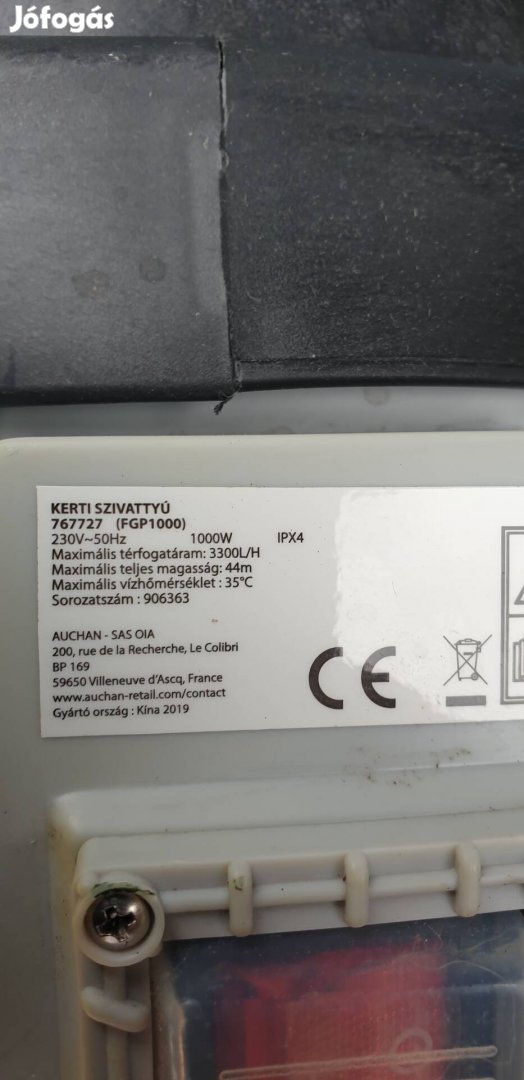 Jófogás
KERTI SZIVATTYÚ
767727 (FGP1000)
230V~50Hz 1000W IPX4
Maximális térfogatáram: 3300L/H
Maximális teljes magasság: 44m
Maximális vízhőmérséklet : 35°C
Sorozatszám : 906363
AUCHAN - SAS OIA
200, rue de la Recherche, Le Colibri
BP 169
59650 Villeneuve d'Ascq, France
www.auchan-retail.com/contact
Gyártó ország : Kína 2019
CE